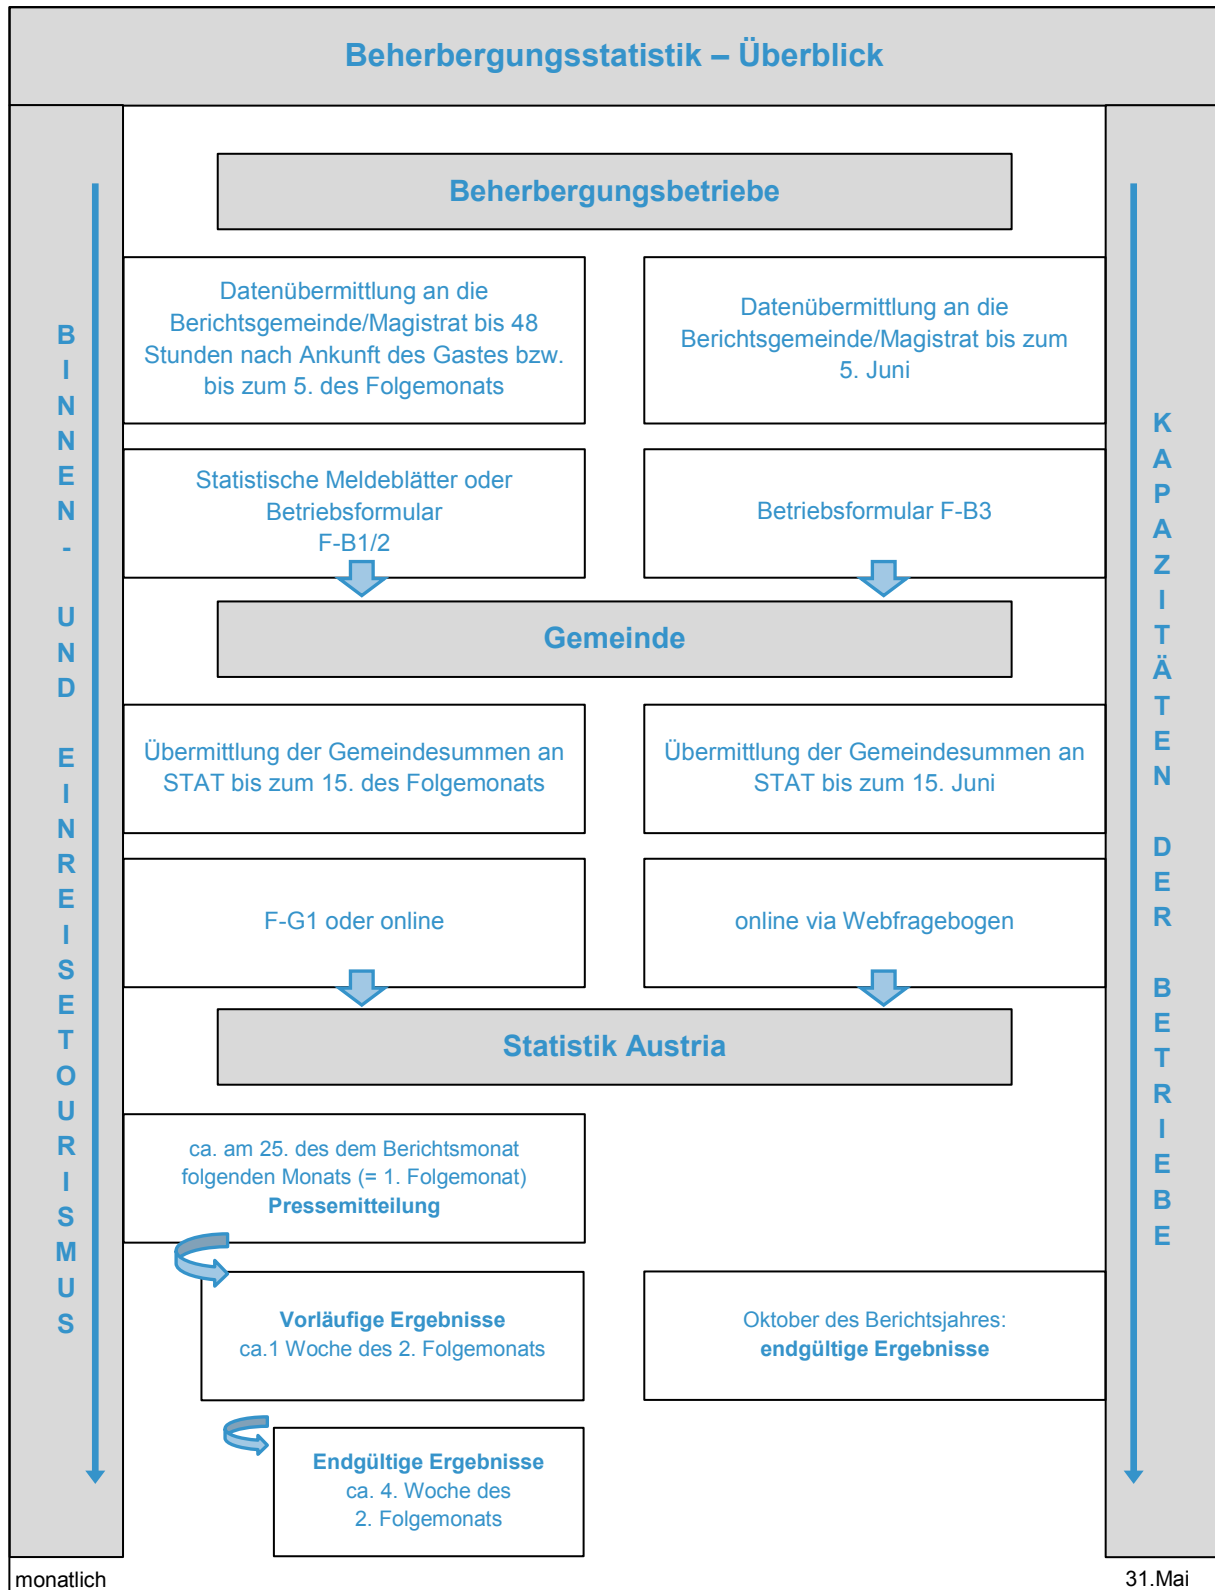 Beherbergungsstatistik – Überblick
BINNEN- UND EINREISETOURISMUS
KAPAZITÄTEN DER BETRIEBE
Beherbergungsbetriebe
Datenübermittlung an die
Berichtsgemeinde/Magistrat bis 48
Stunden nach Ankunft des Gastes bzw.
bis zum 5. des Folgemonats
Datenübermittlung an die
Berichtsgemeinde/Magistrat bis zum
5. Juni
Statistische Meldeblätter oder
Betriebsformular
F-B1/2
Betriebsformular F-B3
Gemeinde
Übermittlung der Gemeindesummen an
STAT bis zum 15. des Folgemonats
Übermittlung der Gemeindesummen an
STAT bis zum 15. Juni
F-G1 oder online
online via Webfragebogen
Statistik Austria
ca. am 25. des dem Berichtsmonat
folgenden Monats (= 1. Folgemonat)
Pressemitteilung
Vorläufige Ergebnisse
ca.1 Woche des 2. Folgemonats
Oktober des Berichtsjahres:
endgültige Ergebnisse
Endgültige Ergebnisse
ca. 4. Woche des
2. Folgemonats
monatlich
31.Mai